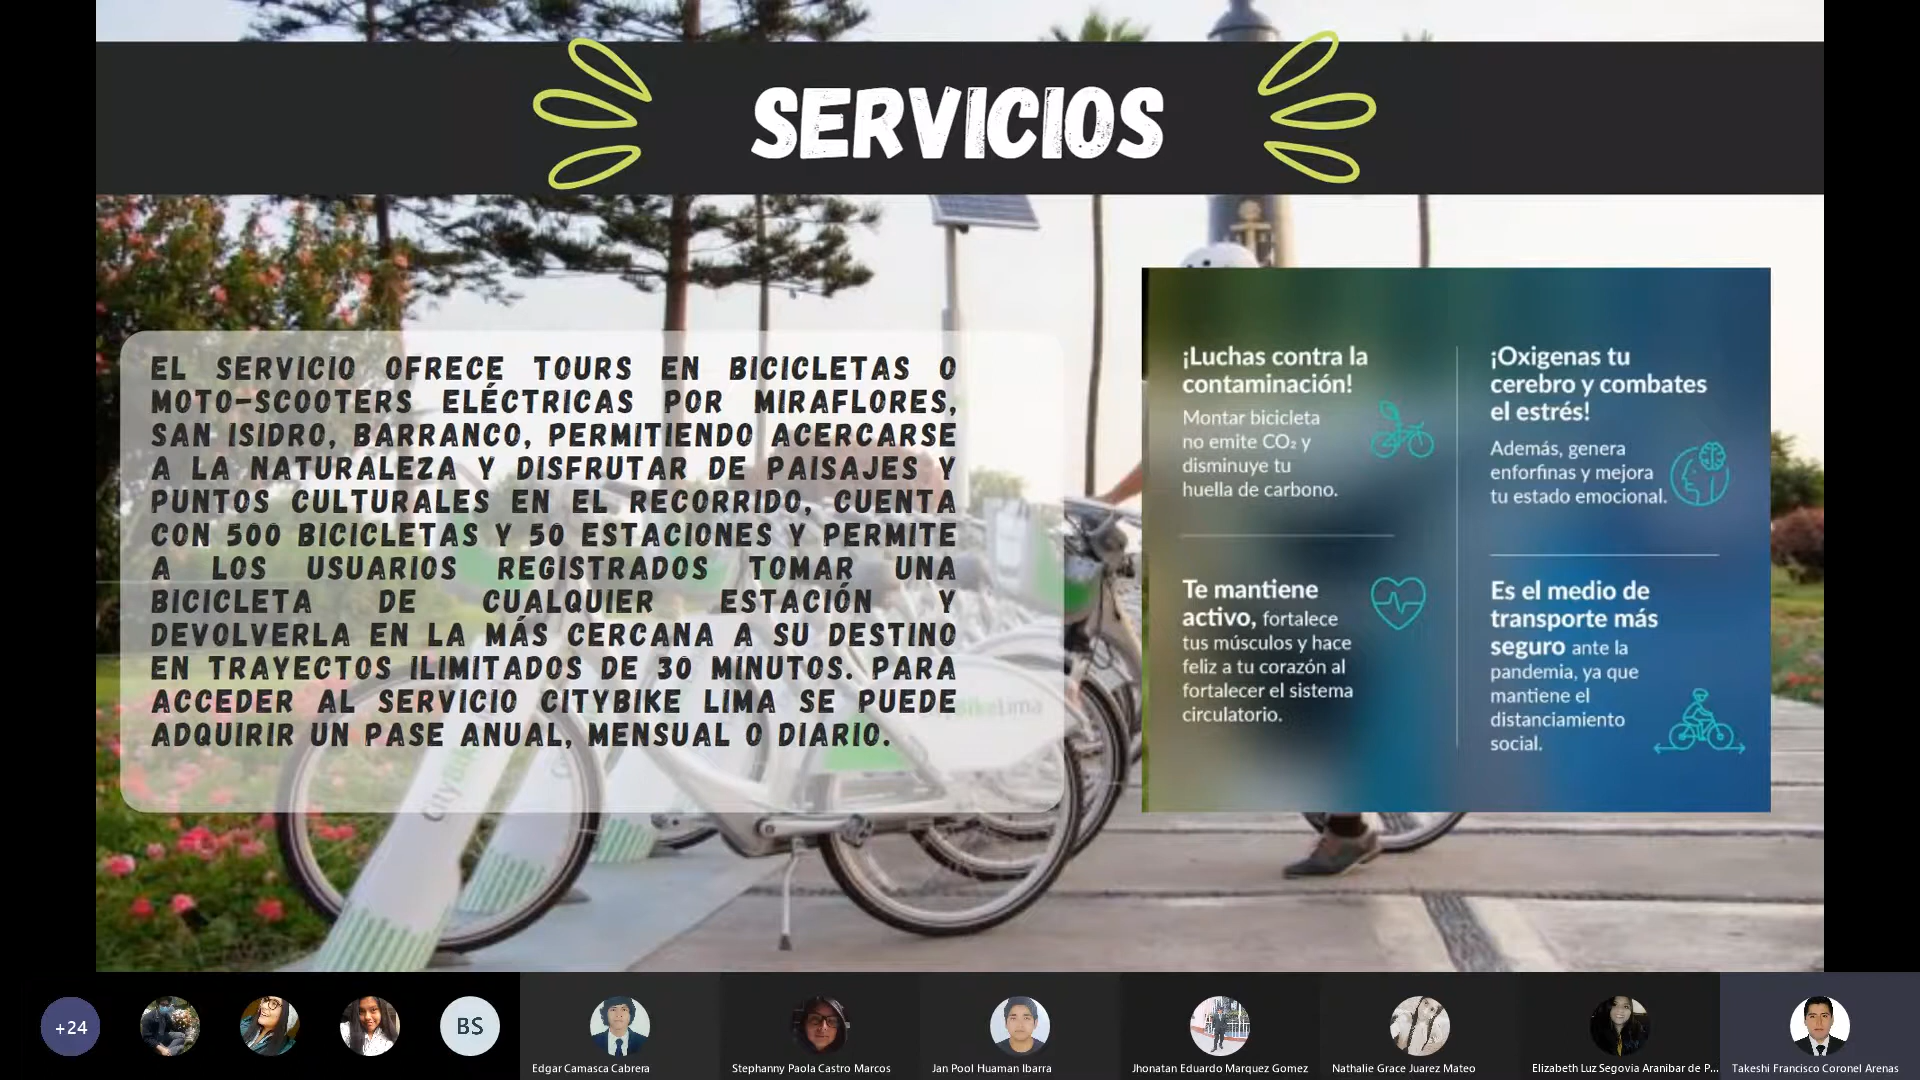 SERVICIOS
EL SERVICIO OFRECE TOURS EN BICICLETAS O
MOTO-SCOOTERS ELÉCTRICAS POR MIRAFLORES,
SAN ISIDRO, BARRANCO, PERMITIENDO ACERCARSE
A LA NATURALEZA Y DISFRUTAR DE PAISAJES Y
PUNTOS CULTURALES EN EL RECORRIDO, CUENTA
CON 500 BICICLETAS Y 50 ESTACIONES Y PERMITE
A LOS USUARIOS REGISTRADOS TOMAR UNA
BICICLETA DE CUALQUIER ESTACIÓN Y
DEVOLVERLA EN LA MÁS CERCANA A SU DESTINO
EN TRAYECTOS ILIMITADOS DE 30 MINUTOS. PARA
ACCEDER AL SERVICIO CITYBIKE LIMA SE PUEDE
ADQUIRIR UN PASE ANUAL, MENSUAL O DIARIO.
¡Luchas contra la
contaminación!
Montar bicicleta
no emite CO₂ y
disminuye tu
huella de carbono.
¡Oxigenas tu
cerebro y combates
el estrés!
Además, genera
enforfinas y mejora
tu estado emocional.
Te mantiene
activo, fortalece
tus músculos y hace
feliz a tu corazón al
fortalecer el sistema
circulatorio.
Es el medio de
transporte más
seguro ante la
pandemia, ya que
mantiene el
distanciamiento
social.
CityBikeLima
+24
BS
Edgar Camasca Cabrera
Stephanny Paola Castro Marcos
Jan Pool Huaman Ibarra
Jhonatan Eduardo Marquez Gomez
Nathalie Grace Juarez Mateo
Elizabeth Luz Segovia Aranibar de P...
Takeshi Francisco Coronel Arenas